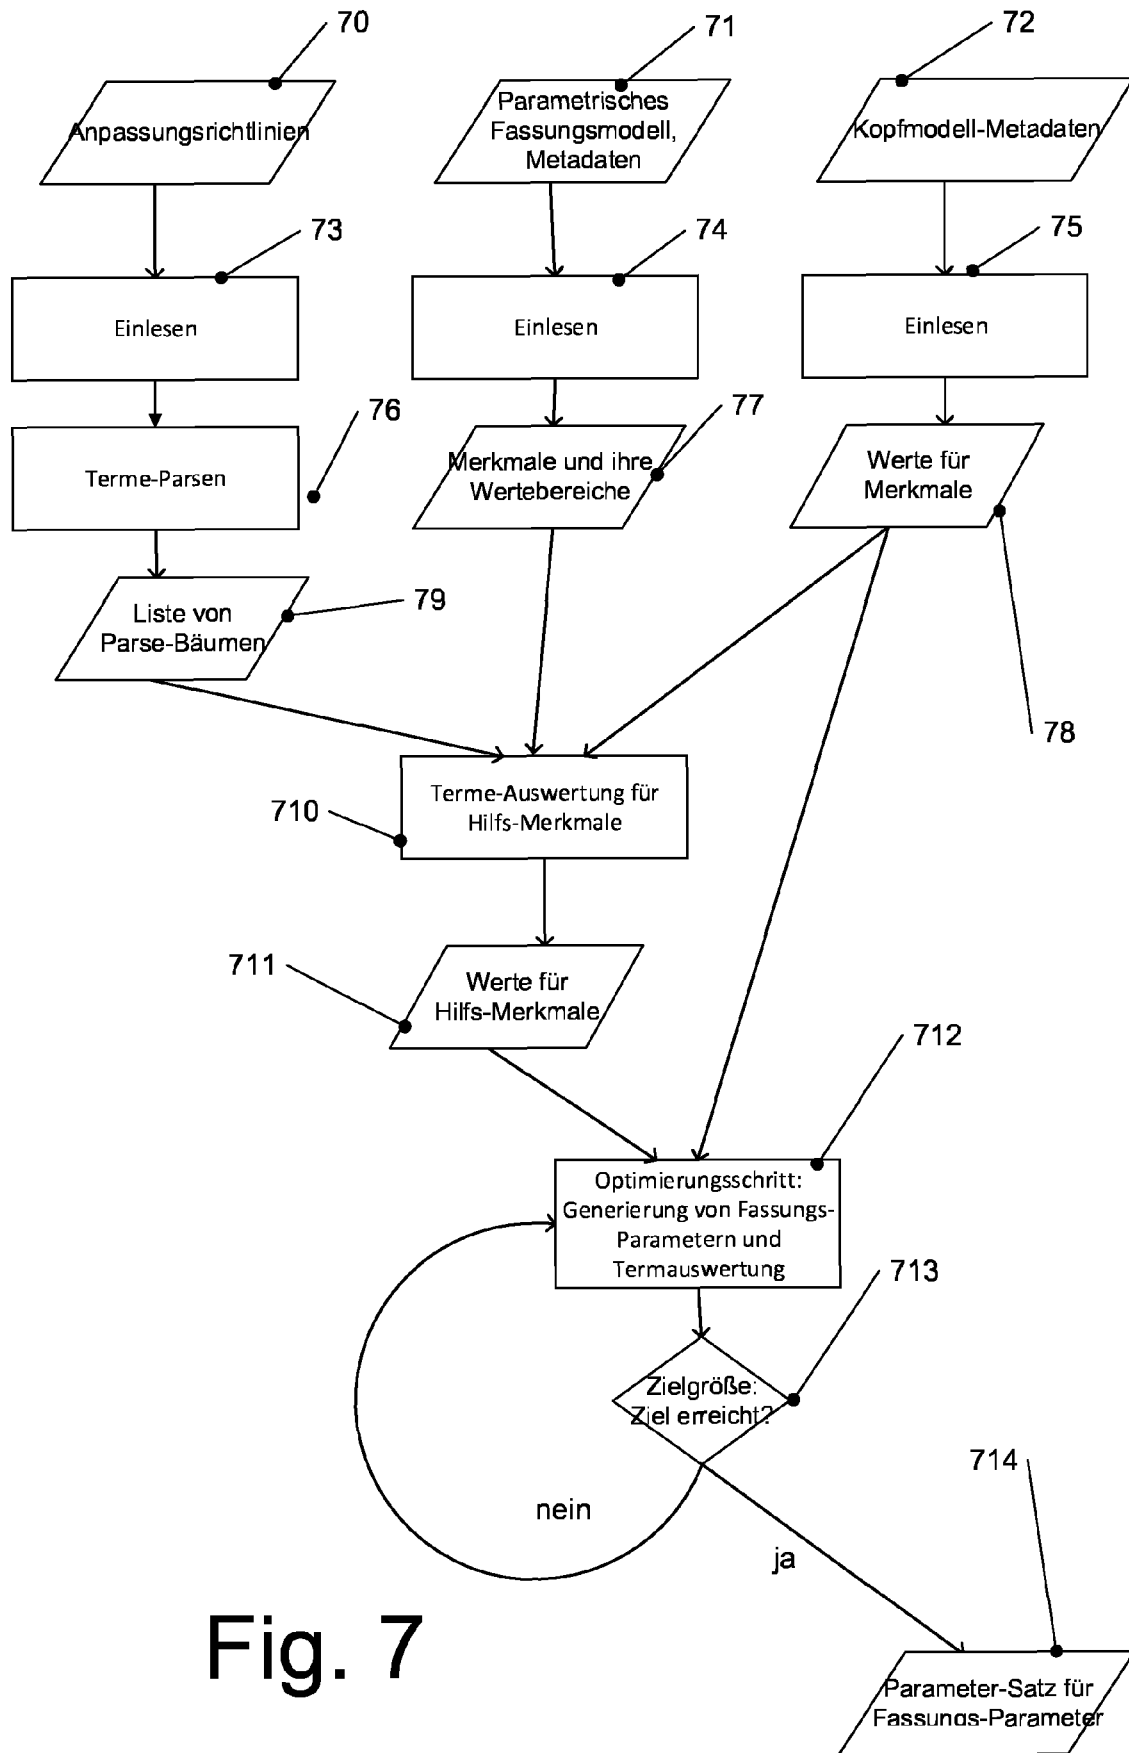 70
71
72
Anpassungsrichtlinien
Parametrisches
Fassungsmodell,
Metadaten
Kopfmodell-Metadaten
73
74
75
Einlesen
Einlesen
Einlesen
76
77
Terme-Parsen
Merkmale und ihre
Wertebereiche
Werte für
Merkmale
78
79
Liste von
Parse-Bäumen
710
Terme-Auswertung für
Hilfs-Merkmale
711
Werte für
Hilfs-Merkmale
712
Optimierungsschritt:
Generierung von Fassungs-
Parametern und
Termauswertung
713
Zielgröße:
Ziel erreicht?
nein
ja
714
Parameter-Satz für
Fassungs-Parameter
Fig. 7